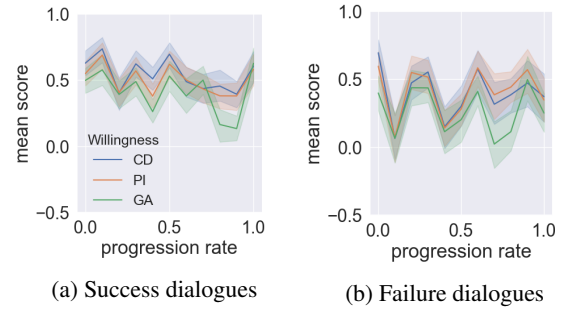 1.0
0.5
0.0
−0.5
mean score
Willingness
CD
PI
GA
0.0
0.5
1.0
progression rate
(a) Success dialogues
1.0
0.5
0.0
−0.5
mean score
0.0
0.5
1.0
progression rate
(b) Failure dialogues